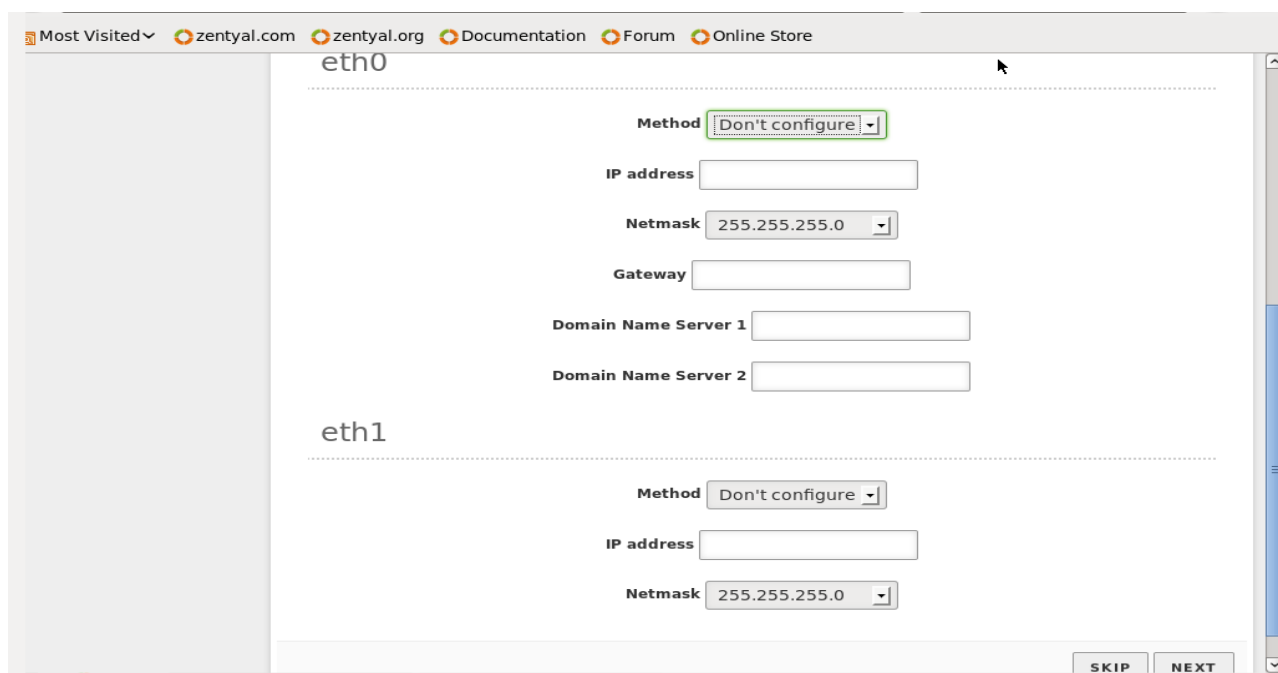 Most Visited zentyal.com zentyal.org Documentation Forum Online Store
eth0
Method Don't configure
IP address
Netmask 255.255.255.0
Gateway
Domain Name Server 1
Domain Name Server 2
eth1
Method Don't configure
IP address
Netmask 255.255.255.0
SKIP NEXT